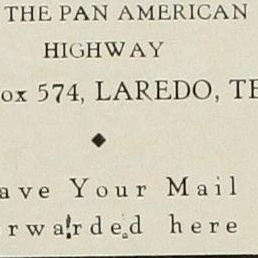 THE PAN AMERICAN
HIGHWAY
ox 574, LAREDO, TE
ave Your Mail
rwarded here